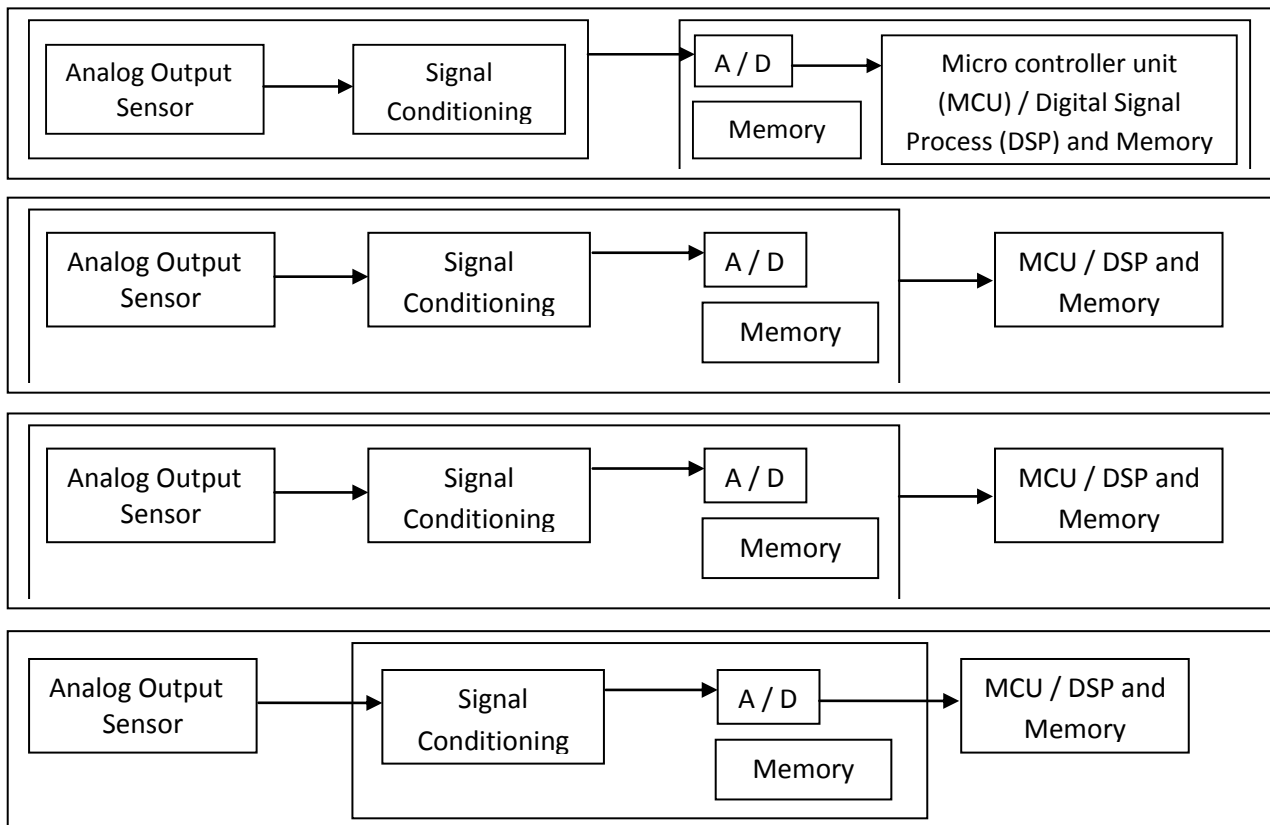 Analog Output
Sensor
Signal
Conditioning
A / D
Memory
Micro controller unit
(MCU) / Digital Signal
Process (DSP) and Memory
Analog Output
Sensor
Signal
Conditioning
A / D
Memory
MCU / DSP and
Memory
Analog Output
Sensor
Signal
Conditioning
A / D
Memory
MCU / DSP and
Memory
Analog Output
Sensor
Signal
Conditioning
A / D
Memory
MCU / DSP and
Memory